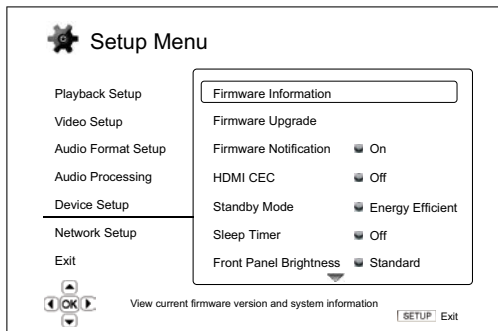 Setup Menu
Playback Setup
Video Setup
Audio Format Setup
Audio Processing
Device Setup
Network Setup
Exit
Firmware Information
Firmware Upgrade
Firmware Notification On
HDMI CEC Off
Standby Mode Energy Efficient
Sleep Timer Off
Front Panel Brightness Standard
OK
View current firmware version and system information
SETUP Exit